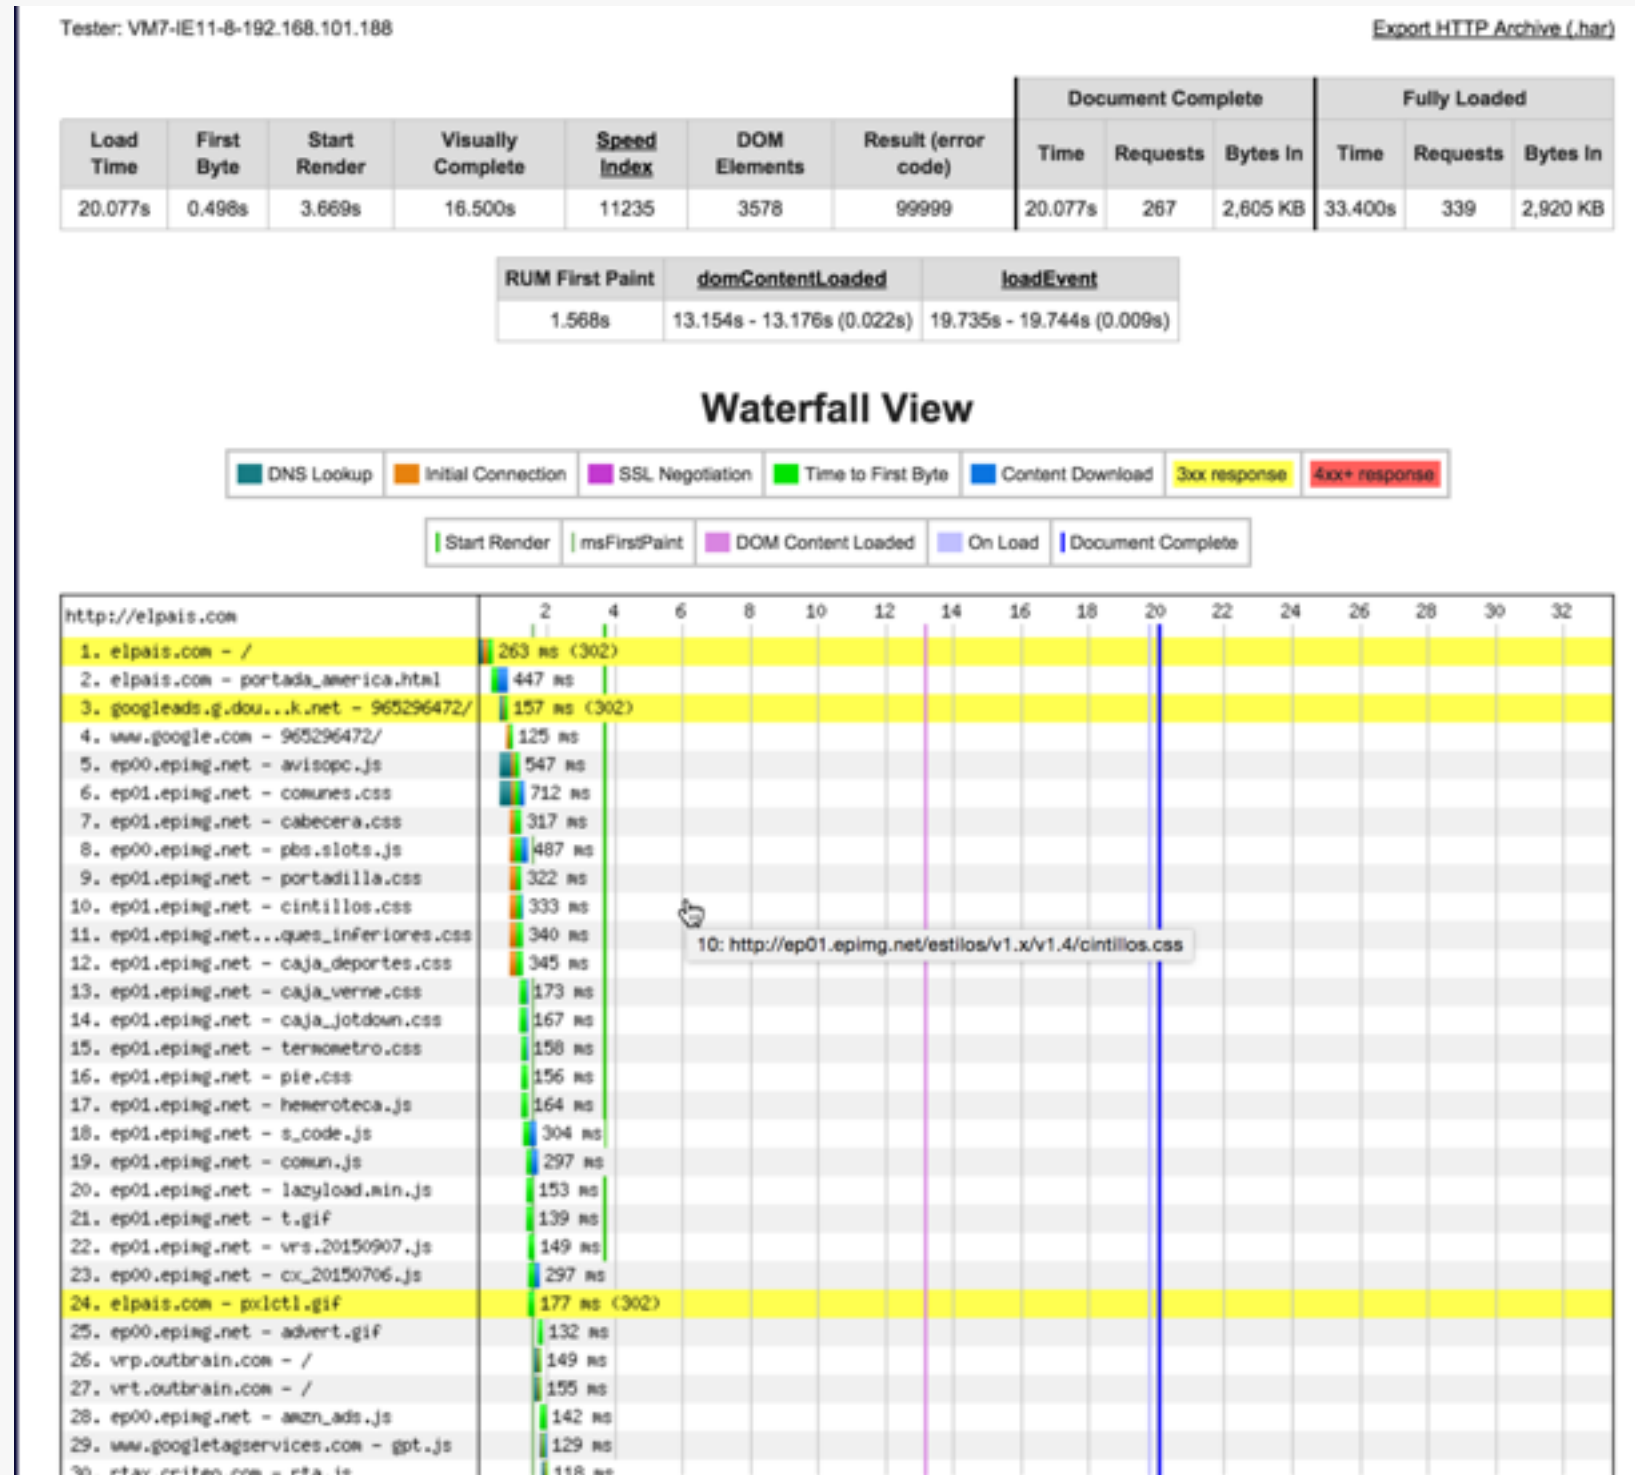 Tester: VM7-IE11-8-192.168.101.188
Export HTTP Archive (.har)
Document Complete Fully Loaded
Load Time First Byte Start Render Visually Complete Speed Index DOM Elements Result (error code) Time Requests Bytes In Time Requests Bytes In
20.077s 0.498s 3.669s 16.500s 11235 3578 99999 20.077s 267 2,605 KB 33.400s 339 2,920 KB
RUM First Paint domContentLoaded loadEvent
1.568s 13.154s - 13.176s (0.022s) 19.735s - 19.744s (0.009s)
Waterfall View
DNS Lookup Initial Connection SSL Negotiation Time to First Byte Content Download 3xx response 4xx+ response
Start Render msFirstPaint DOM Content Loaded On Load Document Complete
http://elpais.com 2 4 6 8 10 12 14 16 18 20 22 24 26 28 30 32
1. elpais.com - / 263 ms (302)
2. elpais.com - portada_america.html 447 ms
3. googleads.g.dou...k.net - 965296472/ 157 ms (302)
4. www.google.com - 965296472/ 125 ms
5. ep00.epimg.net - avisopc.js 547 ms
6. ep01.epimg.net - comunes.css 712 ms
7. ep01.epimg.net - cabecera.css 317 ms
8. ep00.epimg.net - pbs.slots.js 487 ms
9. ep01.epimg.net - portadilla.css 322 ms
10. ep01.epimg.net - cintillos.css 333 ms
11. ep01.epimg.net...ques_inferiores.css 340 ms
10: http://ep01.epimg.net/estilos/v1.x/v1.4/cintillos.css
12. ep01.epimg.net - caja_deportes.css 345 ms
13. ep01.epimg.net - caja_verne.css 173 ms
14. ep01.epimg.net - caja_jotdown.css 167 ms
15. ep01.epimg.net - termometro.css 158 ms
16. ep01.epimg.net - pie.css 156 ms
17. ep01.epimg.net - hemeroteca.js 164 ms
18. ep01.epimg.net - s_code.js 304 ms
19. ep01.epimg.net - comun.js 297 ms
20. ep01.epimg.net - lazyload.min.js 153 ms
21. ep01.epimg.net - t.gif 139 ms
22. ep01.epimg.net - vrs.20150907.js 149 ms
23. ep00.epimg.net - cx_20150706.js 297 ms
24. elpais.com - pxlctl.gif 177 ms (302)
25. ep00.epimg.net - advert.gif 132 ms
26. vrp.outbrain.com - / 149 ms
27. vrt.outbrain.com - / 155 ms
28. ep00.epimg.net - amzn_ads.js 142 ms
29. www.googletagservices.com - gpt.js 129 ms
30. rtax.criteo.com - rta.js 118 ms